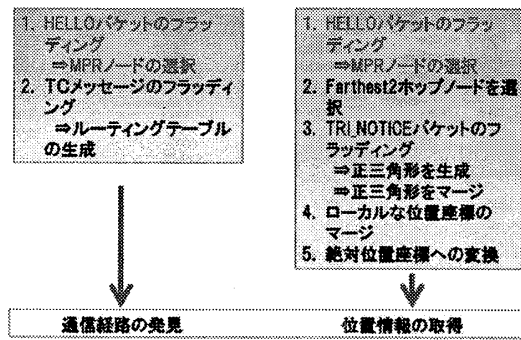 1. HELLOパケットのフラッ
ディング
⇒MPRノードの選択
2. TCメッセージのフラッディ
ング
⇒ルーティングテーブル
の生成
通信経路の発見
1. HELLOパケットのフラッ
ディング
⇒MPRノードの選択
2. Farthest2ホップノードを選
択
3. TRI_NOTICEパケットのフ
ラッディング
⇒正三角形を生成
⇒正三角形をマージ
4. ローカルな位置座標の
マージ
5. 絶対位置座標への変換
位置情報の取得